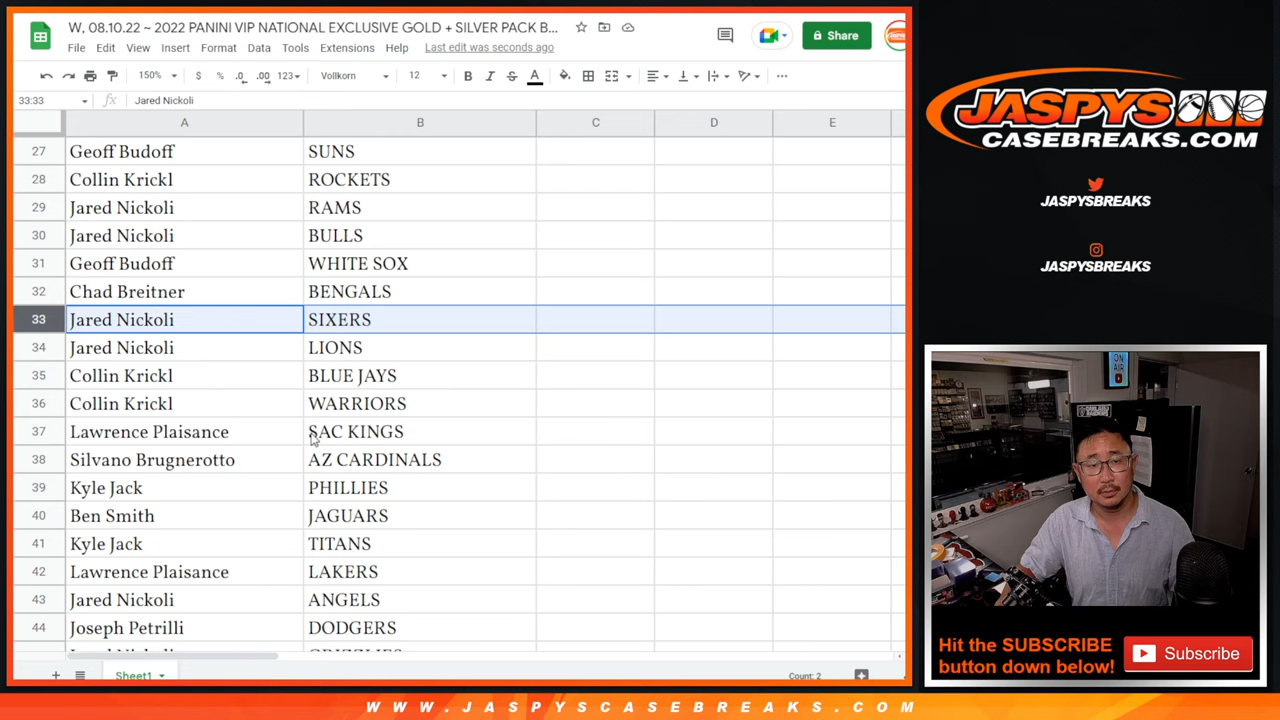 W, 08.10.22 ~ 2022 PANINI VIP NATIONAL EXCLUSIVE GOLD + SILVER PACK B...
Share
File Edit View Insert Format Data Tools Extensions Help Last edit was seconds ago
150% $ % .0 .00 123 Vollkorn 12 B I S A
33:33 fx Jared Nickoli
A B C D E
27 Geoff Budoff SUNS
28 Collin Krickl ROCKETS
29 Jared Nickoli RAMS
30 Jared Nickoli BULLS
31 Geoff Budoff WHITE SOX
32 Chad Breitner BENGALS
33 Jared Nickoli SIXERS
34 Jared Nickoli LIONS
35 Collin Krickl BLUE JAYS
36 Collin Krickl WARRIORS
37 Lawrence Plaisance SAC KINGS
38 Silvano Brugnerotto AZ CARDINALS
39 Kyle Jack PHILLIES
40 Ben Smith JAGUARS
41 Kyle Jack TITANS
42 Lawrence Plaisance LAKERS
43 Jared Nickoli ANGELS
44 Joseph Petrilli DODGERS
Sheet1
Count: 2
JASPYS
CASEBREAKS.COM
JASPYSBREAKS
JASPYSBREAKS
ON AIR
Hit the SUBSCRIBE
button down below!
Subscribe
WWW.JASPYSCASEBREAKS.COM